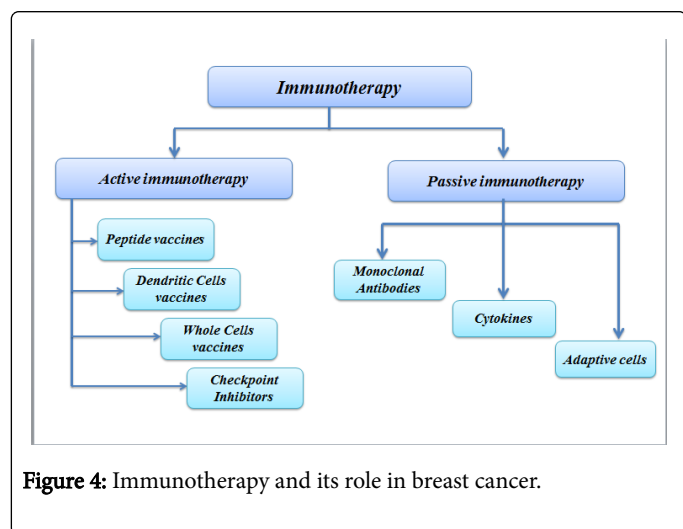 Immunotherapy
Active immunotherapy
Passive immunotherapy
Peptide vaccines
Dendritic Cells
vaccines
Whole Cells
vaccines
Checkpoint
Inhibitors
Monoclonal
Antibodies
Cytokines
Adaptive cells
Figure 4: Immunotherapy and its role in breast cancer.